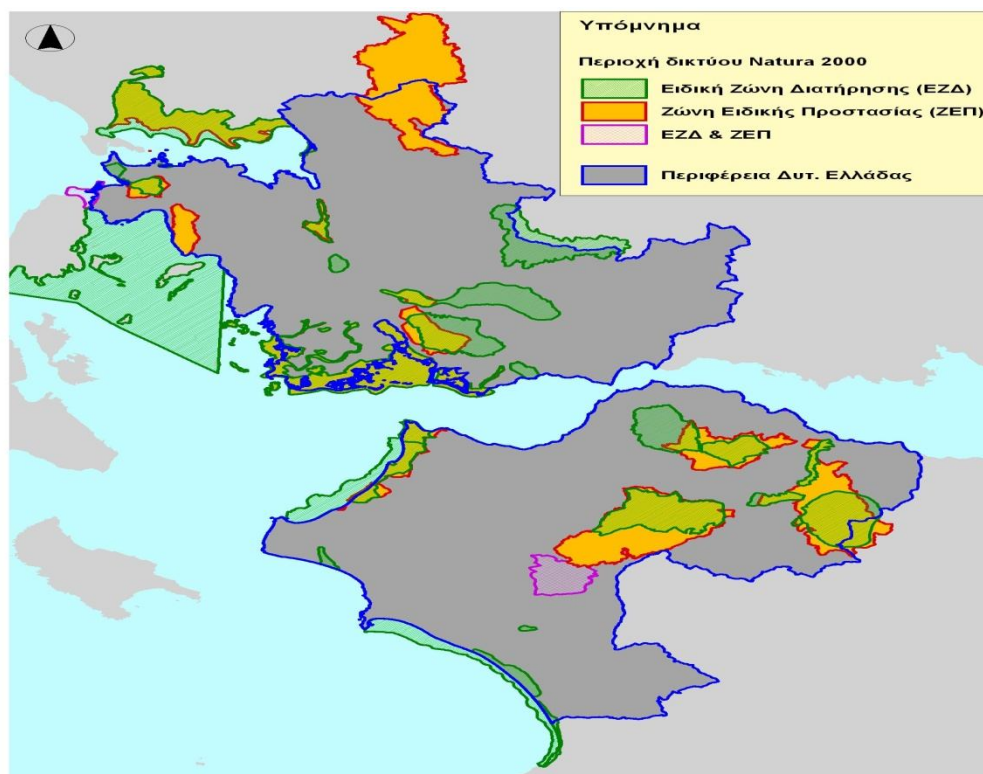 Υπόμνημα
Περιοχή δικτύου Natura 2000
Ειδική Ζώνη Διατήρησης (ΕΖΔ)
Ζώνη Ειδικής Προστασίας (ΖΕΠ)
ΕΖΔ & ΖΕΠ
Περιφέρεια Δυτ. Ελλάδας